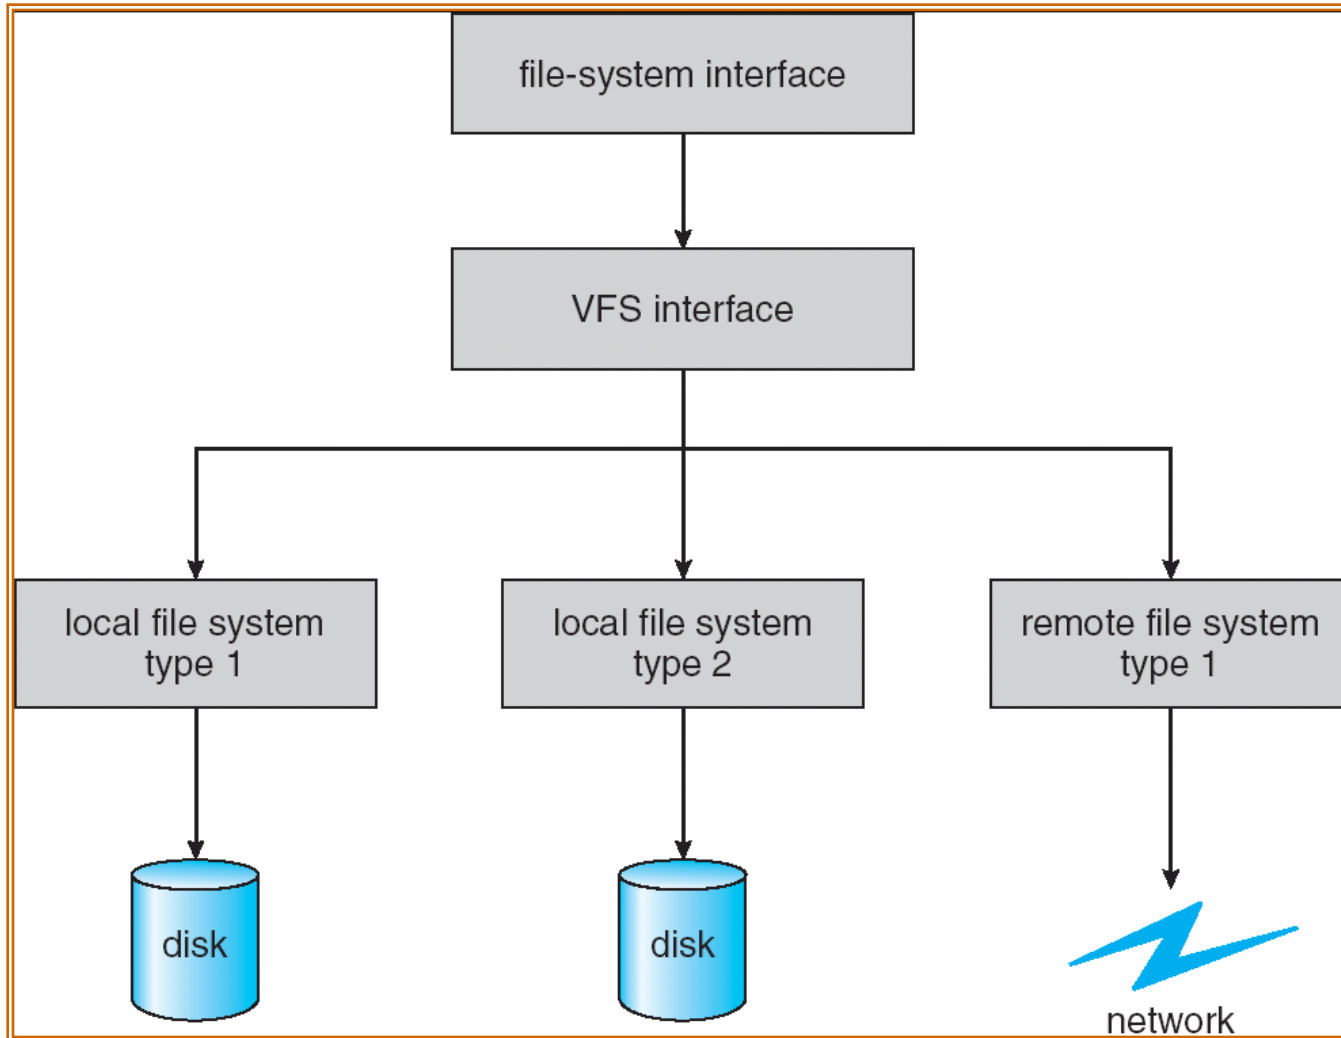 file-system interface
VFS interface
local file system
type 1
local file system
type 2
remote file system
type 1
disk
disk
network